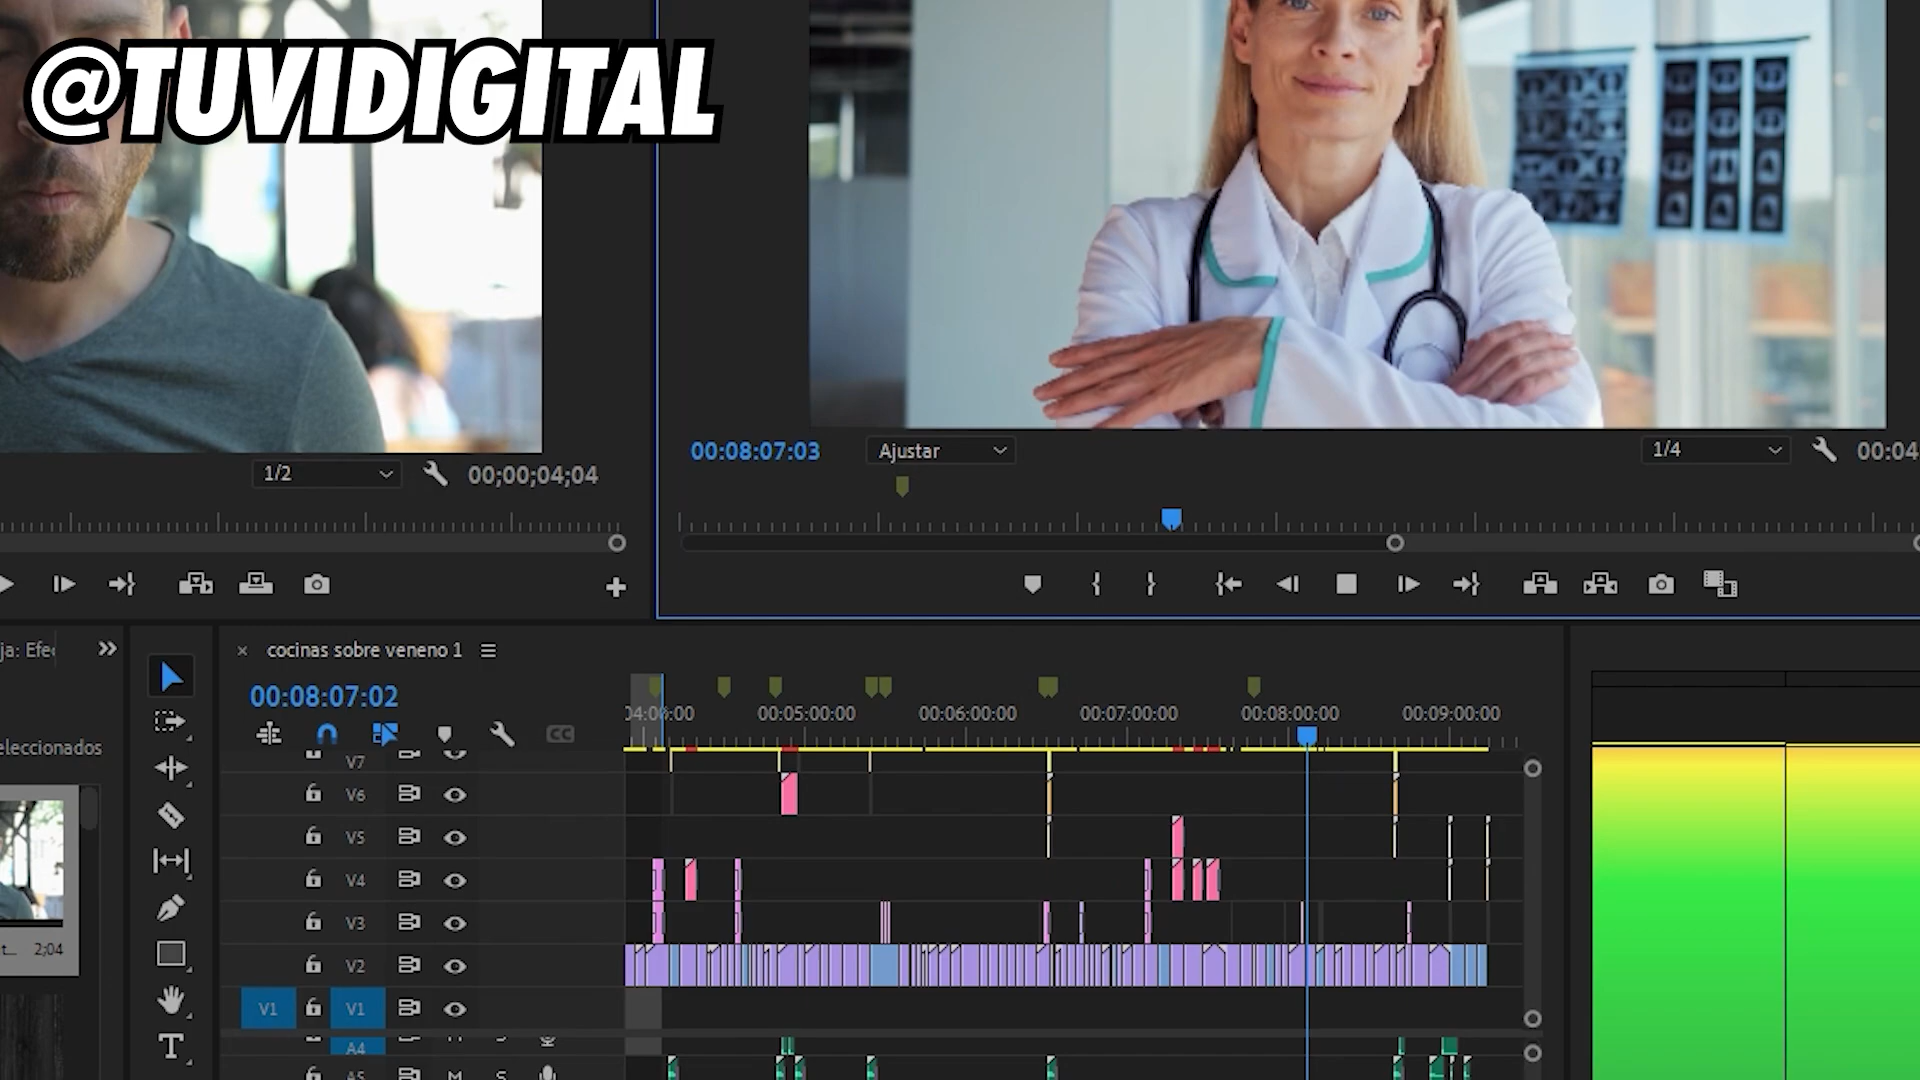 @TUVIDIGITAL
1/2
00;00;04;04
00:08:07:03
Ajustar
1/4
00:04
ja: Efec
cocinas sobre veneno 1
00:08:07:02
04:00:00
00:05:00:00
00:06:00:00
00:07:00:00
00:08:00:00
00:09:00:00
CC
eleccionados
V7
V6
V5
V4
V3
t... 2;04
V2
V1
V1
A4
A5
M
S
T